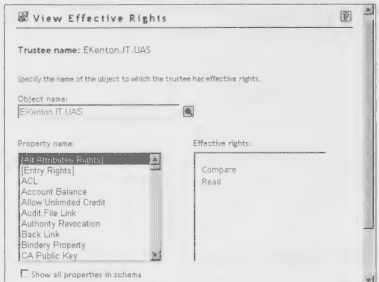 View Effective Rights
Trustee name: EKenton.IT.UAS
Specify the name of the object to which the trustee has effective rights.
Object name:
EKenton.IT.UAS
Property name:
Effective rights:
[All Attributes Rights]
[Entry Rights]
ACL
Account Balance
Allow Unlimited Credit
Audit:File Link
Authority Revocation
Back Link
Bindery Property
CA Public Key
Compare
Read
Show all properties in schema